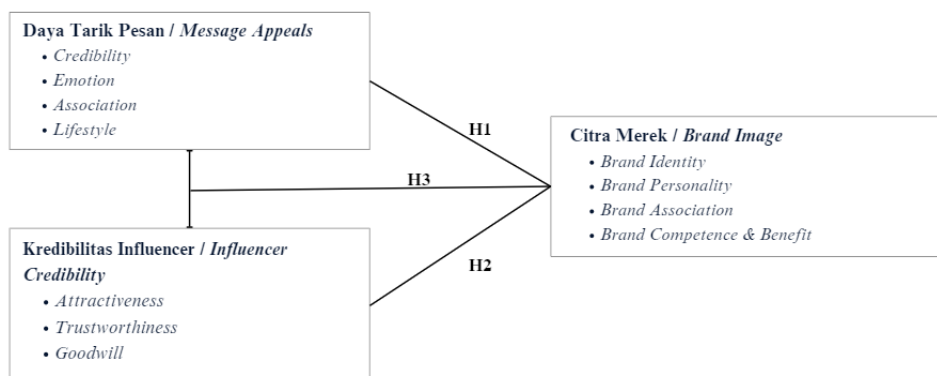 Daya Tarik Pesan / Message Appeals
• Credibility
• Emotion
• Association
• Lifestyle
H1
Citra Merek / Brand Image
• Brand Identity
• Brand Personality
• Brand Association
• Brand Competence & Benefit
H3
Kredibilitas Influencer / Influencer
Credibility
• Attractiveness
• Trustworthiness
• Goodwill
H2